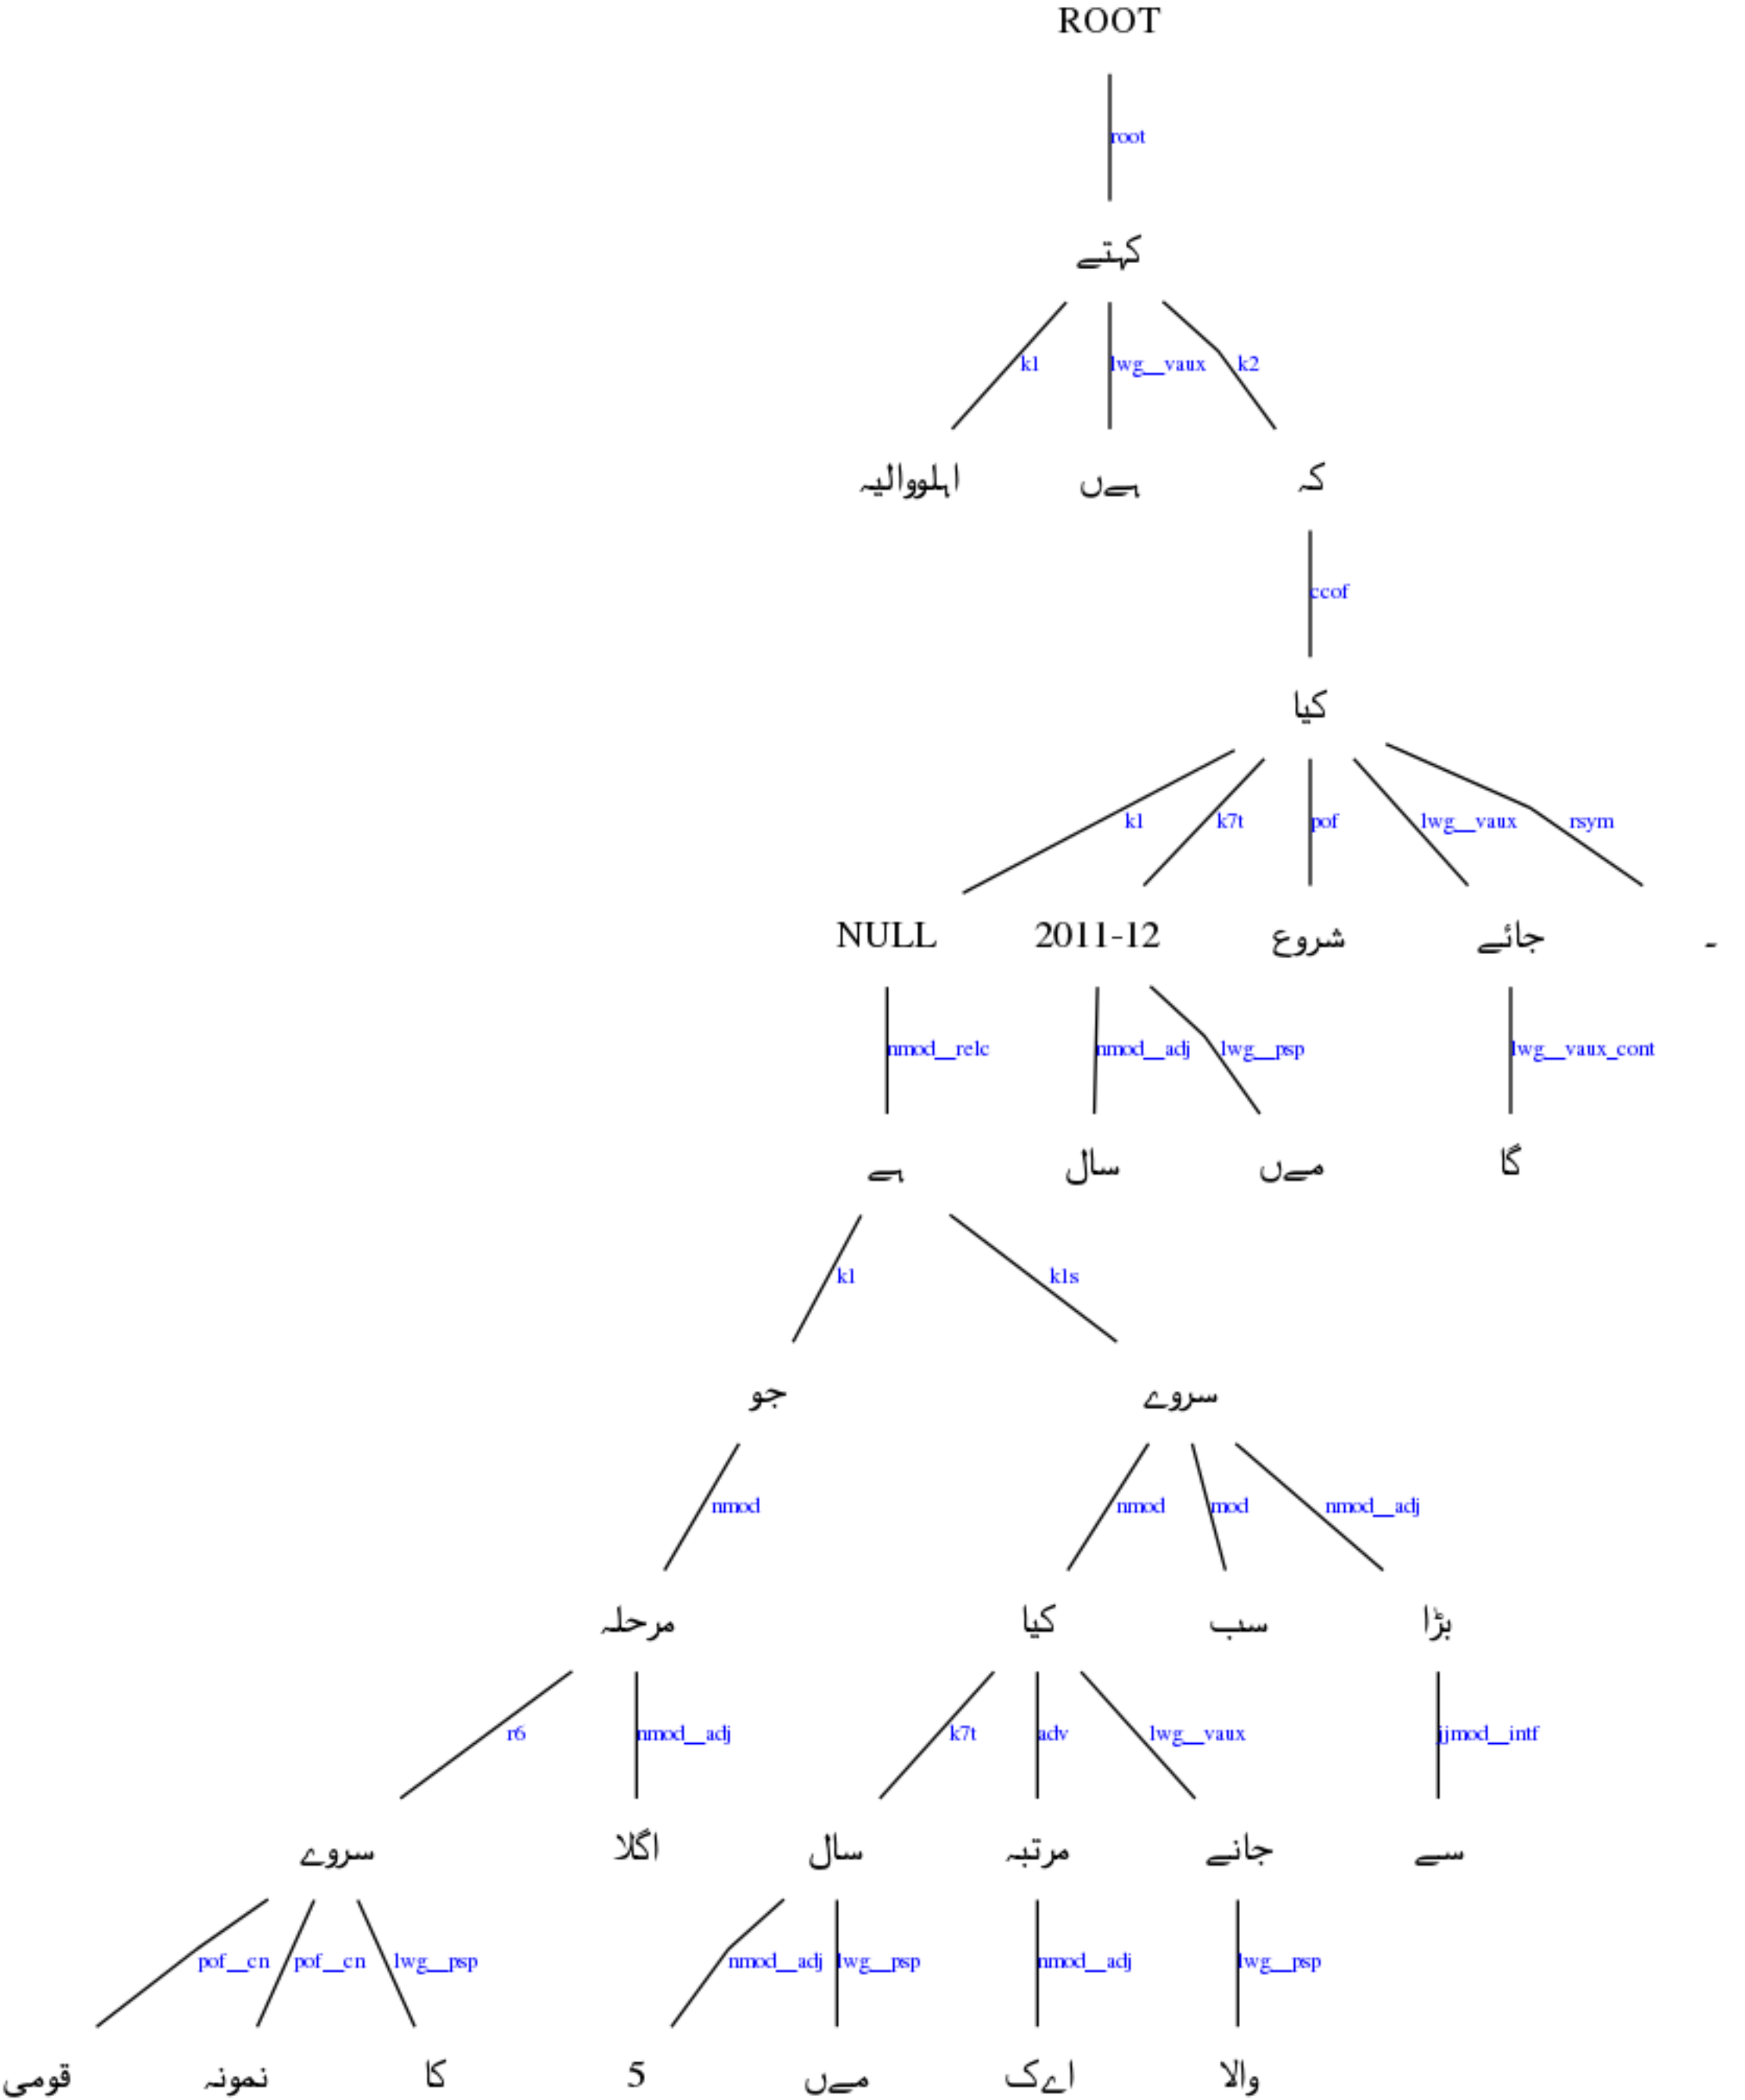 ROOT
root
کہتے
k1 lwg__vaux k2
اہلووالیہ ہےں کہ
ccof
کیا
k1 k7t pof lwg__vaux rsym
NULL 2011-12 شروع جائے ۔
nmod__relc nmod__adj lwg__psp lwg__vaux_cont
ہے سال مےں گا
k1 k1s
جو سروے
nmod nmod mod nmod__adj
مرحلہ کیا سب بڑا
r6 nmod__adj k7t adv lwg__vaux jjmod__intf
سروے اگلا سال مرتبہ جانے سے
pof__cn pof__cn lwg__psp nmod__adj lwg__psp nmod__adj lwg__psp
قومی نمونہ کا 5 مےں اےک والا